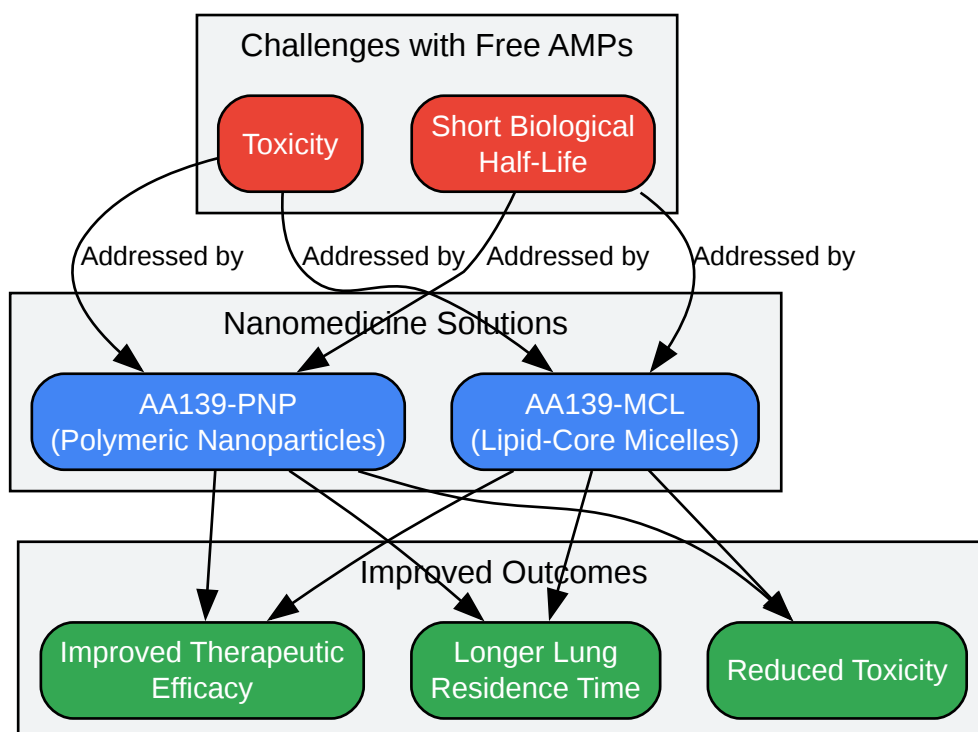 Challenges with Free AMPs
Toxicity
Short Biological
Half-Life
Addressed by
Addressed by
Addressed by
Addressed by
Nanomedicine Solutions
AA139-PNP
(Polymeric Nanoparticles)
AA139-MCL
(Lipid-Core Micelles)
Improved Outcomes
Improved Therapeutic
Efficacy
Longer Lung
Residence Time
Reduced Toxicity